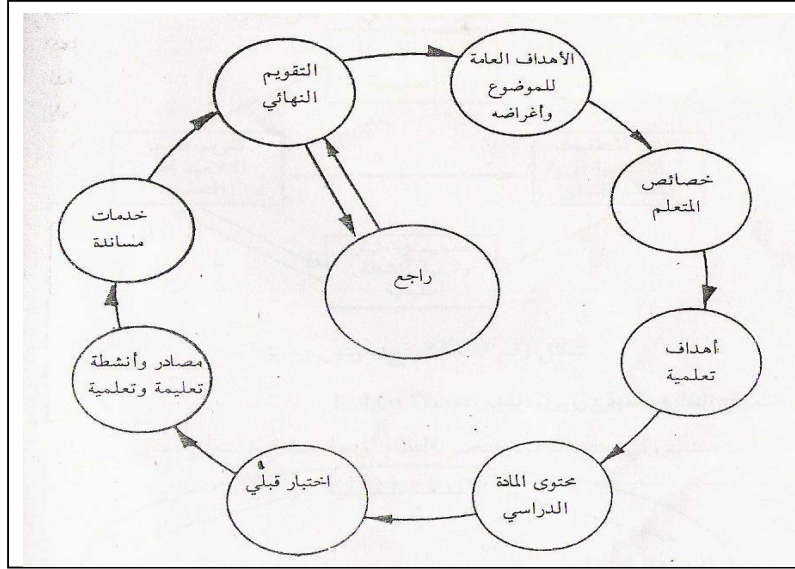 التقويم
النهائي
الأهداف العامة
للموضوع
وأغراضه
خصائص
المتعلم
أهداف
تعلمية
محتوى المادة
الدراسي
اختبار قبلي
مصادر وأنشطة
تعليمة وتعلمية
خدمات
مساندة
راجع